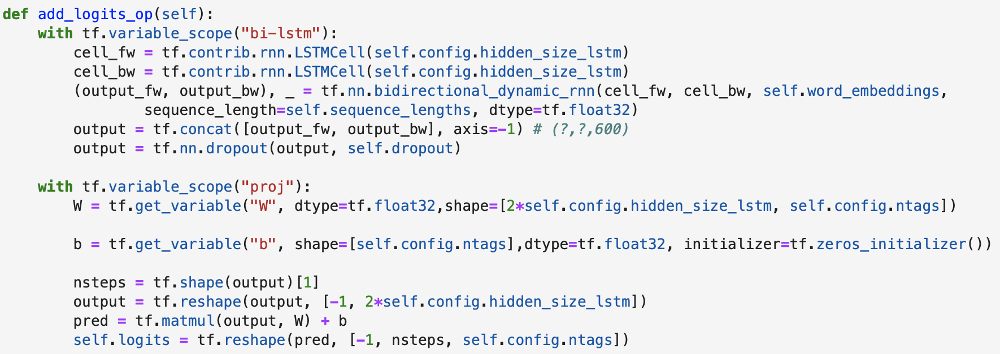 def add_logits_op(self):
    with tf.variable_scope("bi-lstm"):
        cell_fw = tf.contrib.rnn.LSTMCell(self.config.hidden_size_lstm)
        cell_bw = tf.contrib.rnn.LSTMCell(self.config.hidden_size_lstm)
        (output_fw, output_bw), _ = tf.nn.bidirectional_dynamic_rnn(cell_fw, cell_bw, self.word_embeddings,
                sequence_length=self.sequence_lengths, dtype=tf.float32)
        output = tf.concat([output_fw, output_bw], axis=-1) # (?,?,600)
        output = tf.nn.dropout(output, self.dropout)

    with tf.variable_scope("proj"):
        W = tf.get_variable("W", dtype=tf.float32,shape=[2*self.config.hidden_size_lstm, self.config.ntags])

        b = tf.get_variable("b", shape=[self.config.ntags],dtype=tf.float32, initializer=tf.zeros_initializer())

        nsteps = tf.shape(output)[1]
        output = tf.reshape(output, [-1, 2*self.config.hidden_size_lstm])
        pred = tf.matmul(output, W) + b
        self.logits = tf.reshape(pred, [-1, nsteps, self.config.ntags])